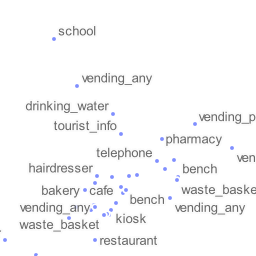 school
vending_any
drinking_water
vending_p
tourist_info
pharmacy
telephone
ven
hairdresser
bench
bakery
cafe
waste_baske
bench
vending_any
vending_any
kiosk
waste_basket
restaurant